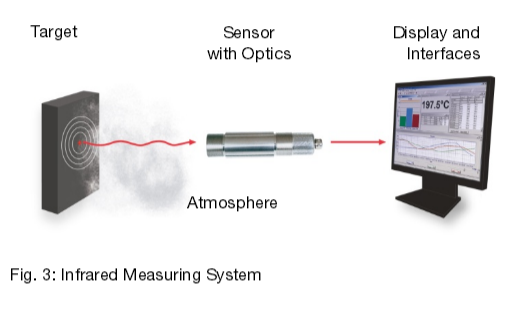 Target
Sensor
with Optics
Display and
Interfaces
197.5°C
Atmosphere
Fig. 3: Infrared Measuring System